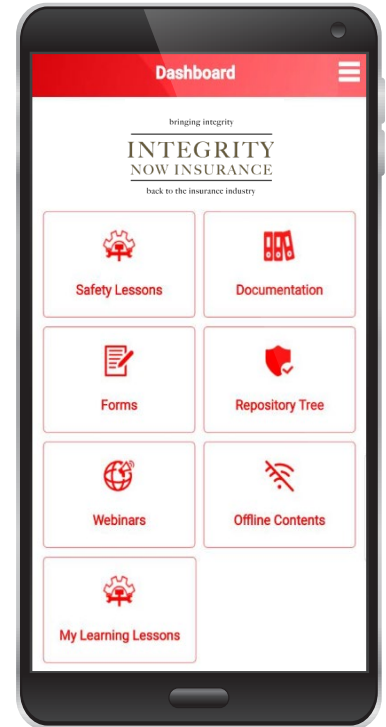 Dashboard
bringing integrity
INTEGRITY
NOW INSURANCE
back to the insurance industry
Safety Lessons
Documentation
Forms
Repository Tree
Webinars
Offline Contents
My Learning Lessons